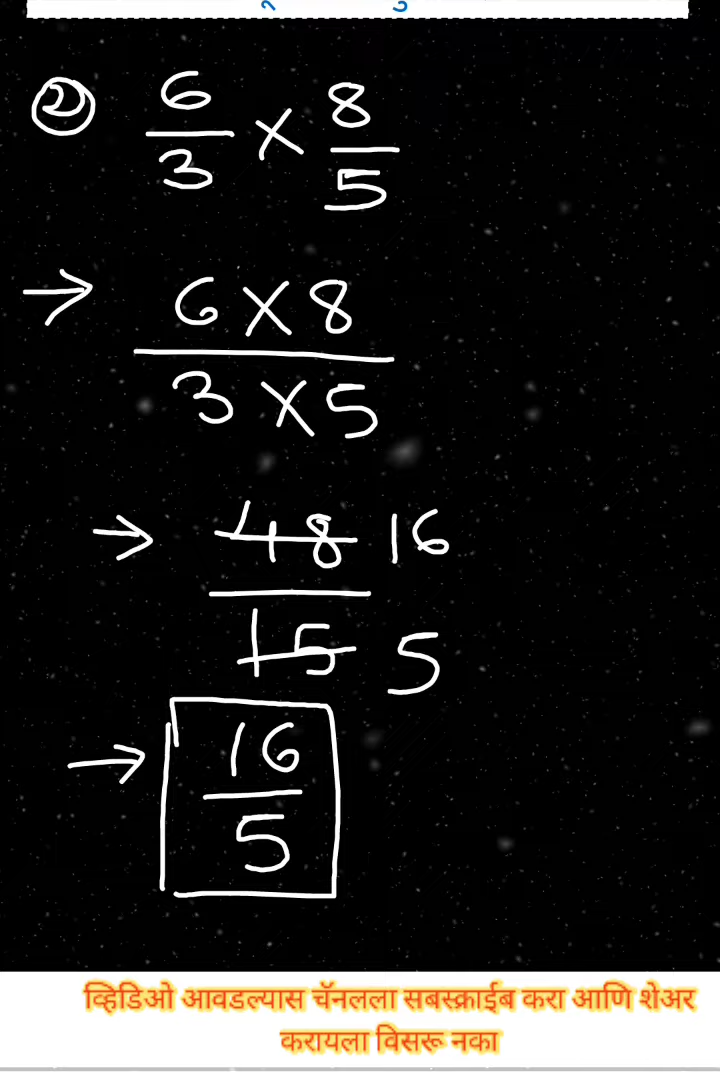 २ 6/3 × 8/5
→ 6 × 8 / 3 × 5
→ 48 16 / 15 5
→ 16/5
व्हिडिओ आवडल्यास चॅनलला सबस्क्राईब करा आणि शेअर
करायला विसरू नका